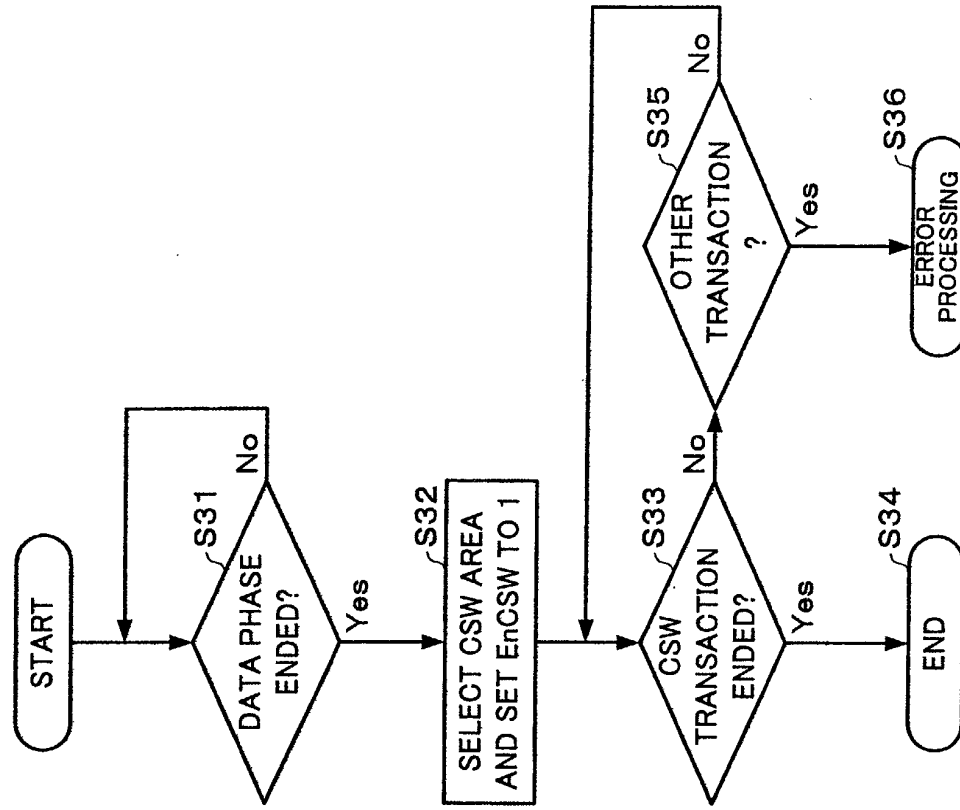 START
S31
DATA PHASE
ENDED?
No
Yes
S32
SELECT CSW AREA
AND SET EnCSW TO 1
S33
CSW
TRANSACTION
ENDED?
No
Yes
S34
END
S35
OTHER
TRANSACTION
?
No
Yes
S36
ERROR
PROCESSING